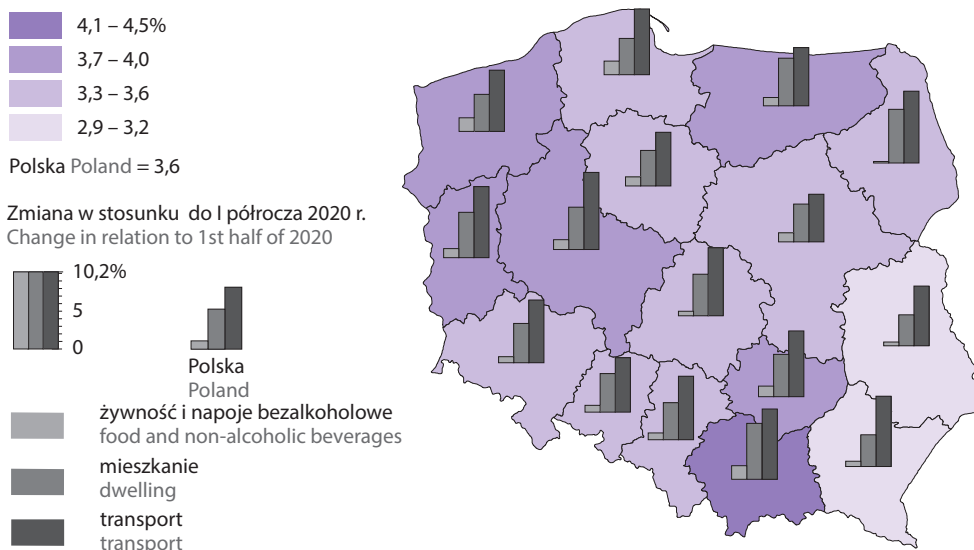 4,1 – 4,5%
3,7 – 4,0
3,3 – 3,6
2,9 – 3,2
Polska Poland = 3,6
Zmiana w stosunku do I półrocza 2020 r.
Change in relation to 1st half of 2020
10,2%
5
0
Polska
Poland
żywność i napoje bezalkoholowe
food and non-alcoholic beverages
mieszkanie
dwelling
transport
transport